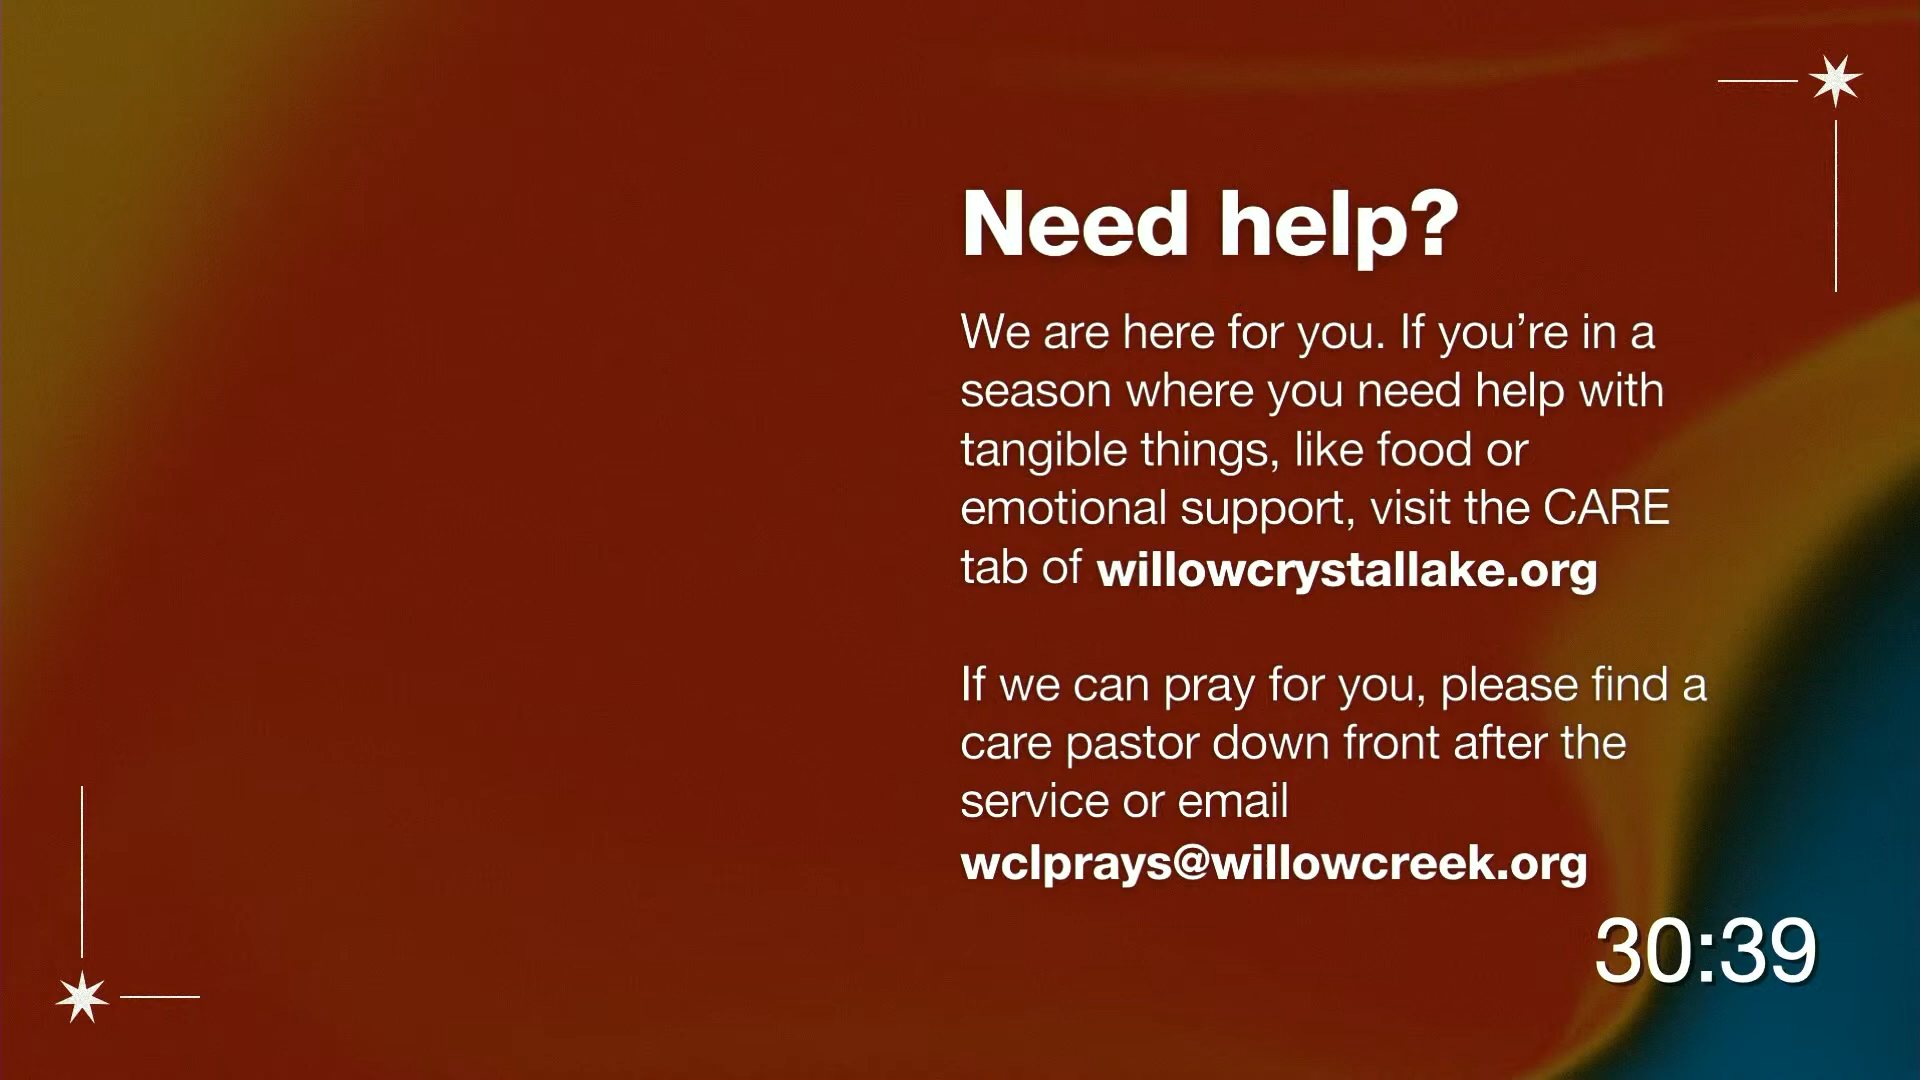 Need help?
We are here for you. If you’re in a
season where you need help with
tangible things, like food or
emotional support, visit the CARE
tab of willowcrystallake.org
If we can pray for you, please find a
care pastor down front after the
service or email
wclprays@willowcreek.org
30:39